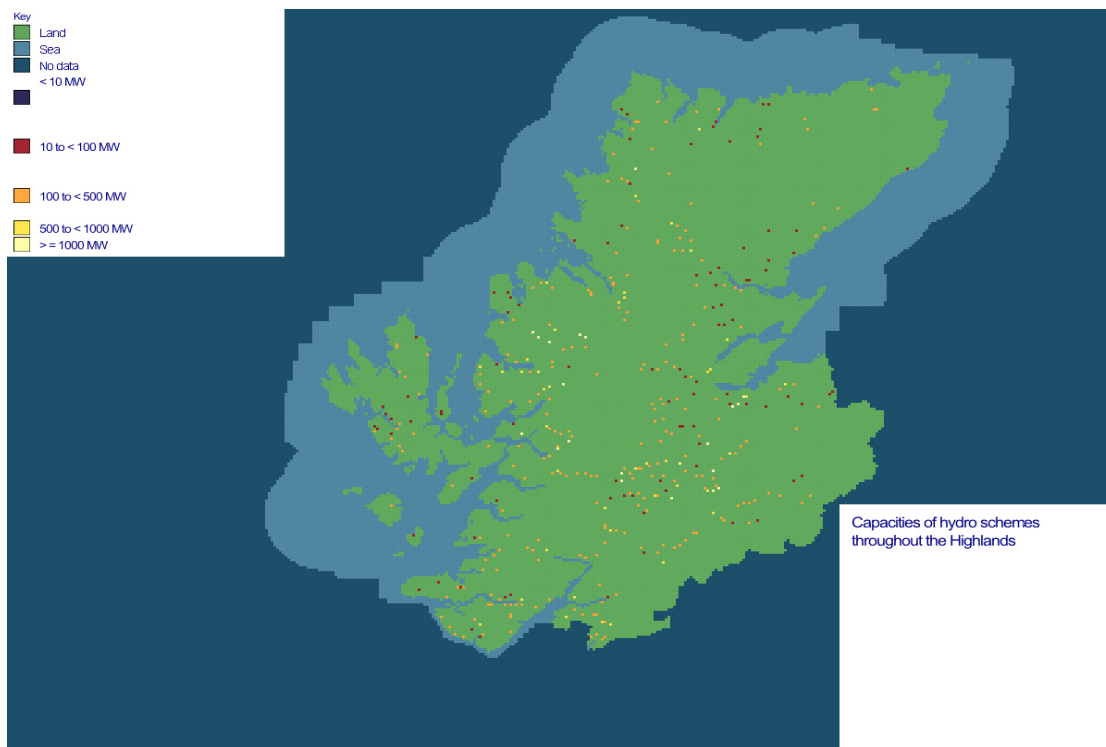 Key
Land
Sea
No data
< 10 MW
10 to < 100 MW
100 to < 500 MW
500 to < 1000 MW
> = 1000 MW
Capacities of hydro schemes
throughout the Highlands